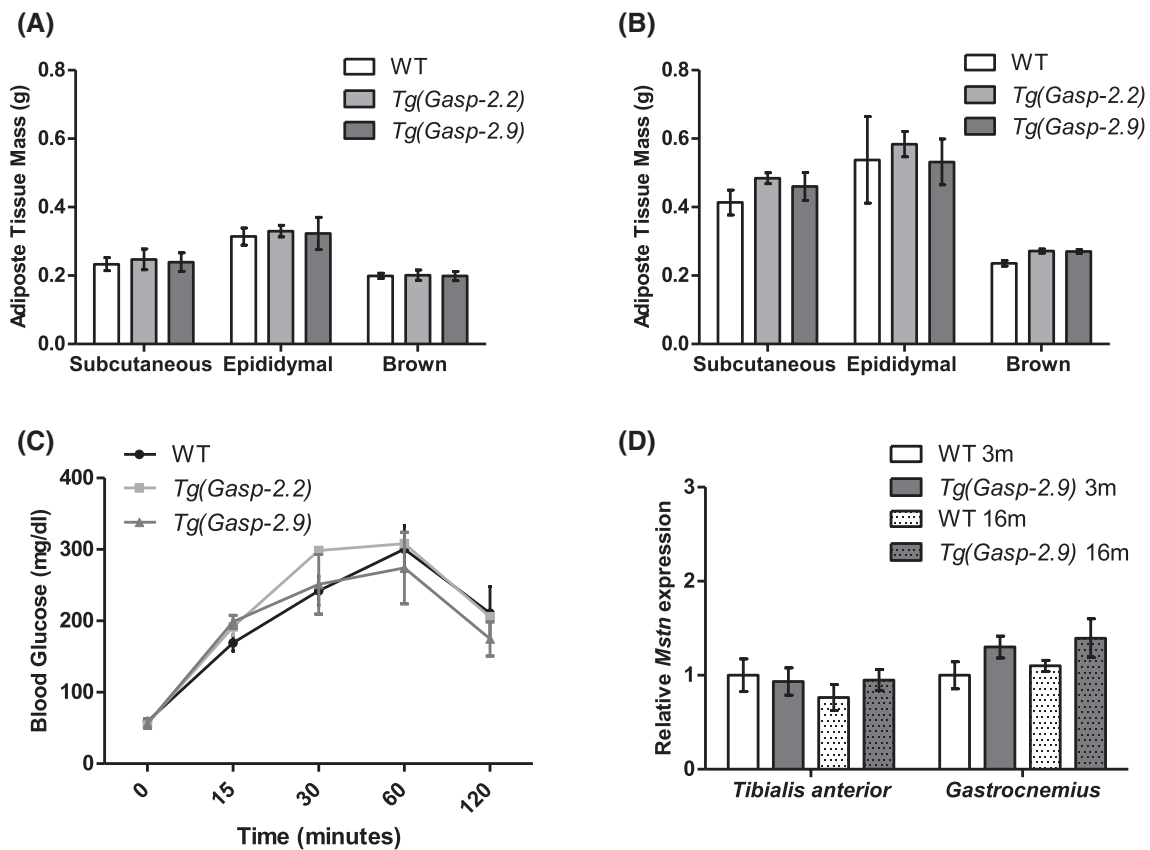 (A)
WT
Tg(Gasp-2.2)
Tg(Gasp-2.9)
Adiposte Tissue Mass (g)
0.8
0.6
0.4
0.2
0.0
Subcutaneous Epididymal Brown
(B)
WT
Tg(Gasp-2.2)
Tg(Gasp-2.9)
Adiposte Tissue Mass (g)
0.8
0.6
0.4
0.2
0.0
Subcutaneous Epididymal Brown
(C)
WT
Tg(Gasp-2.2)
Tg(Gasp-2.9)
Blood Glucose (mg/dl)
400
300
200
100
0
0 15 30 60 120
Time (minutes)
(D)
WT 3m
Tg(Gasp-2.9) 3m
WT 16m
Tg(Gasp-2.9) 16m
Relative Mstn expression
3
2
1
0
Tibialis anterior Gastrocnemius